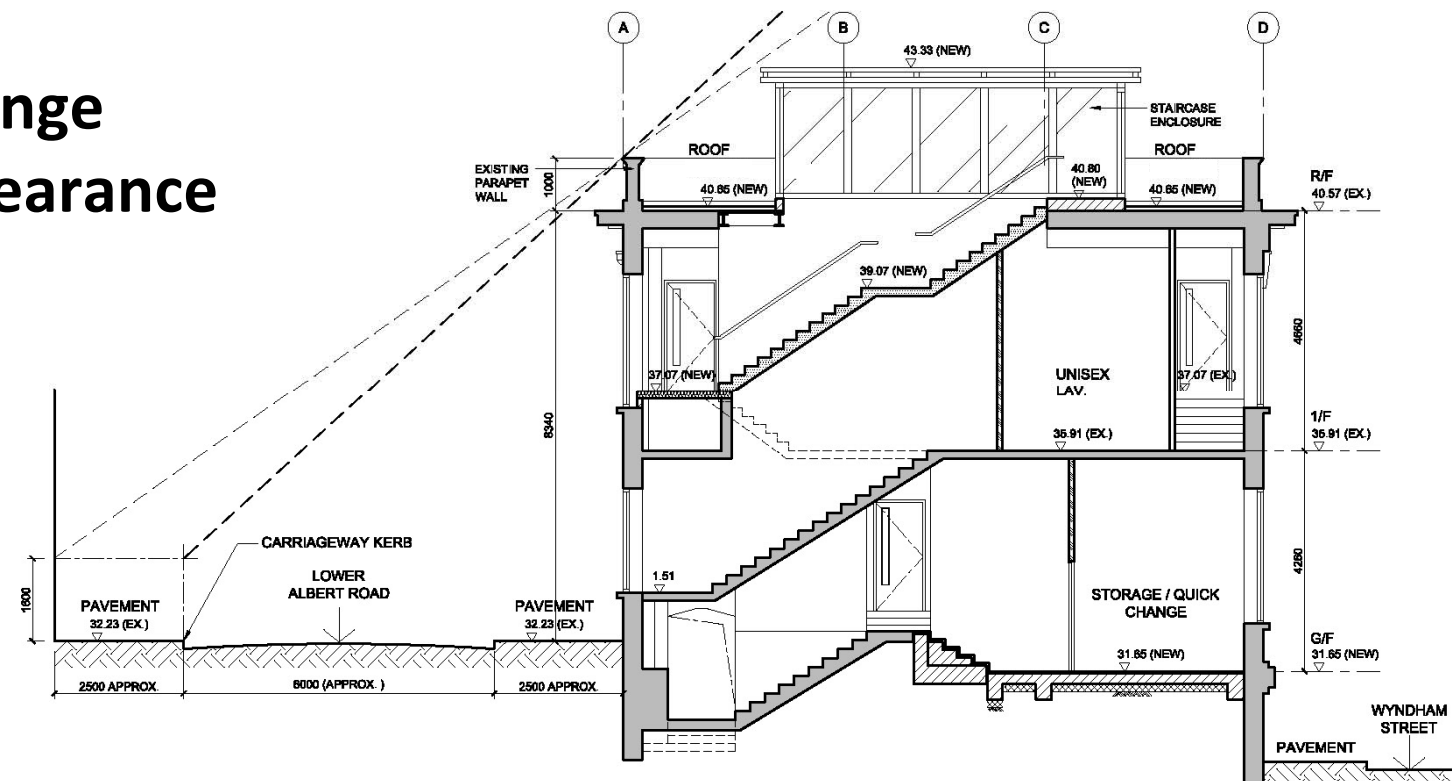 nge
earance
A
B
C
D
43.33 (NEW)
STAIRCASE
ENCLOSURE
ROOF
ROOF
EXISTING
PARAPET
WALL
1000
40.65 (NEW)
40.80
(NEW)
40.65 (NEW)
R/F
40.57 (EX.)
39.07 (NEW)
4660
37.07 (NEW)
UNISEX
LAV.
37.07 (EX.)
8340
1/F
35.91 (EX.)
35.91 (EX.)
CARRIAGEWAY KERB
LOWER
ALBERT ROAD
1600
PAVEMENT
32.23 (EX.)
PAVEMENT
32.23 (EX.)
1.51
4260
STORAGE / QUICK
CHANGE
G/F
31.65 (NEW)
31.65 (NEW)
2500 APPROX.
6000 (APPROX. )
2500 APPROX.
WYNDHAM
STREET
PAVEMENT